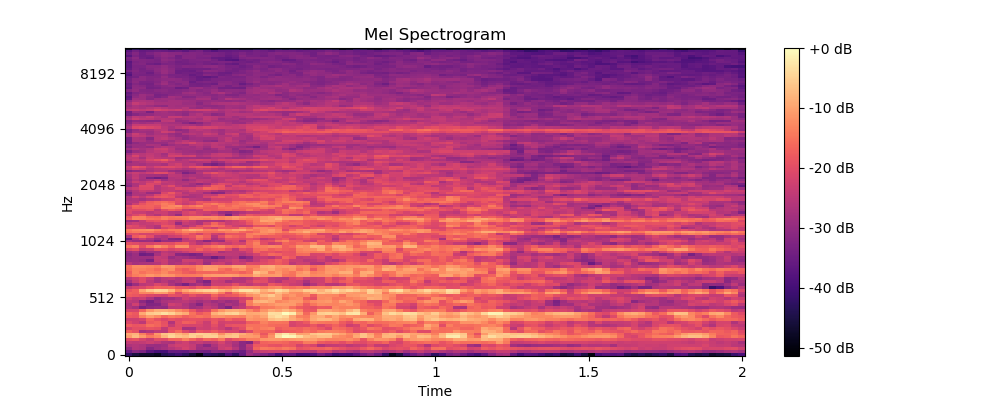 Mel Spectrogram
Hz
8192
4096
2048
1024
512
0
0 0.5 1 1.5 2
Time
+0 dB
-10 dB
-20 dB
-30 dB
-40 dB
-50 dB